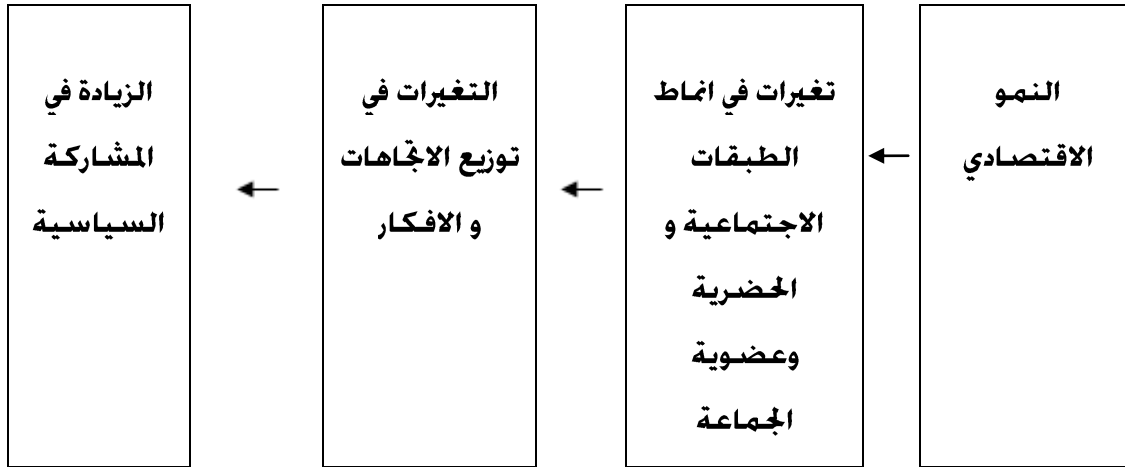 النمو
الاقتصادي
تغيرات في انماط
الطبقات
الاجتماعية و
الحضرية
وعضوية
الجماعة
التغيرات في
توزيع الاتجاهات
و الافكار
الزيادة في
المشاركة
السياسية